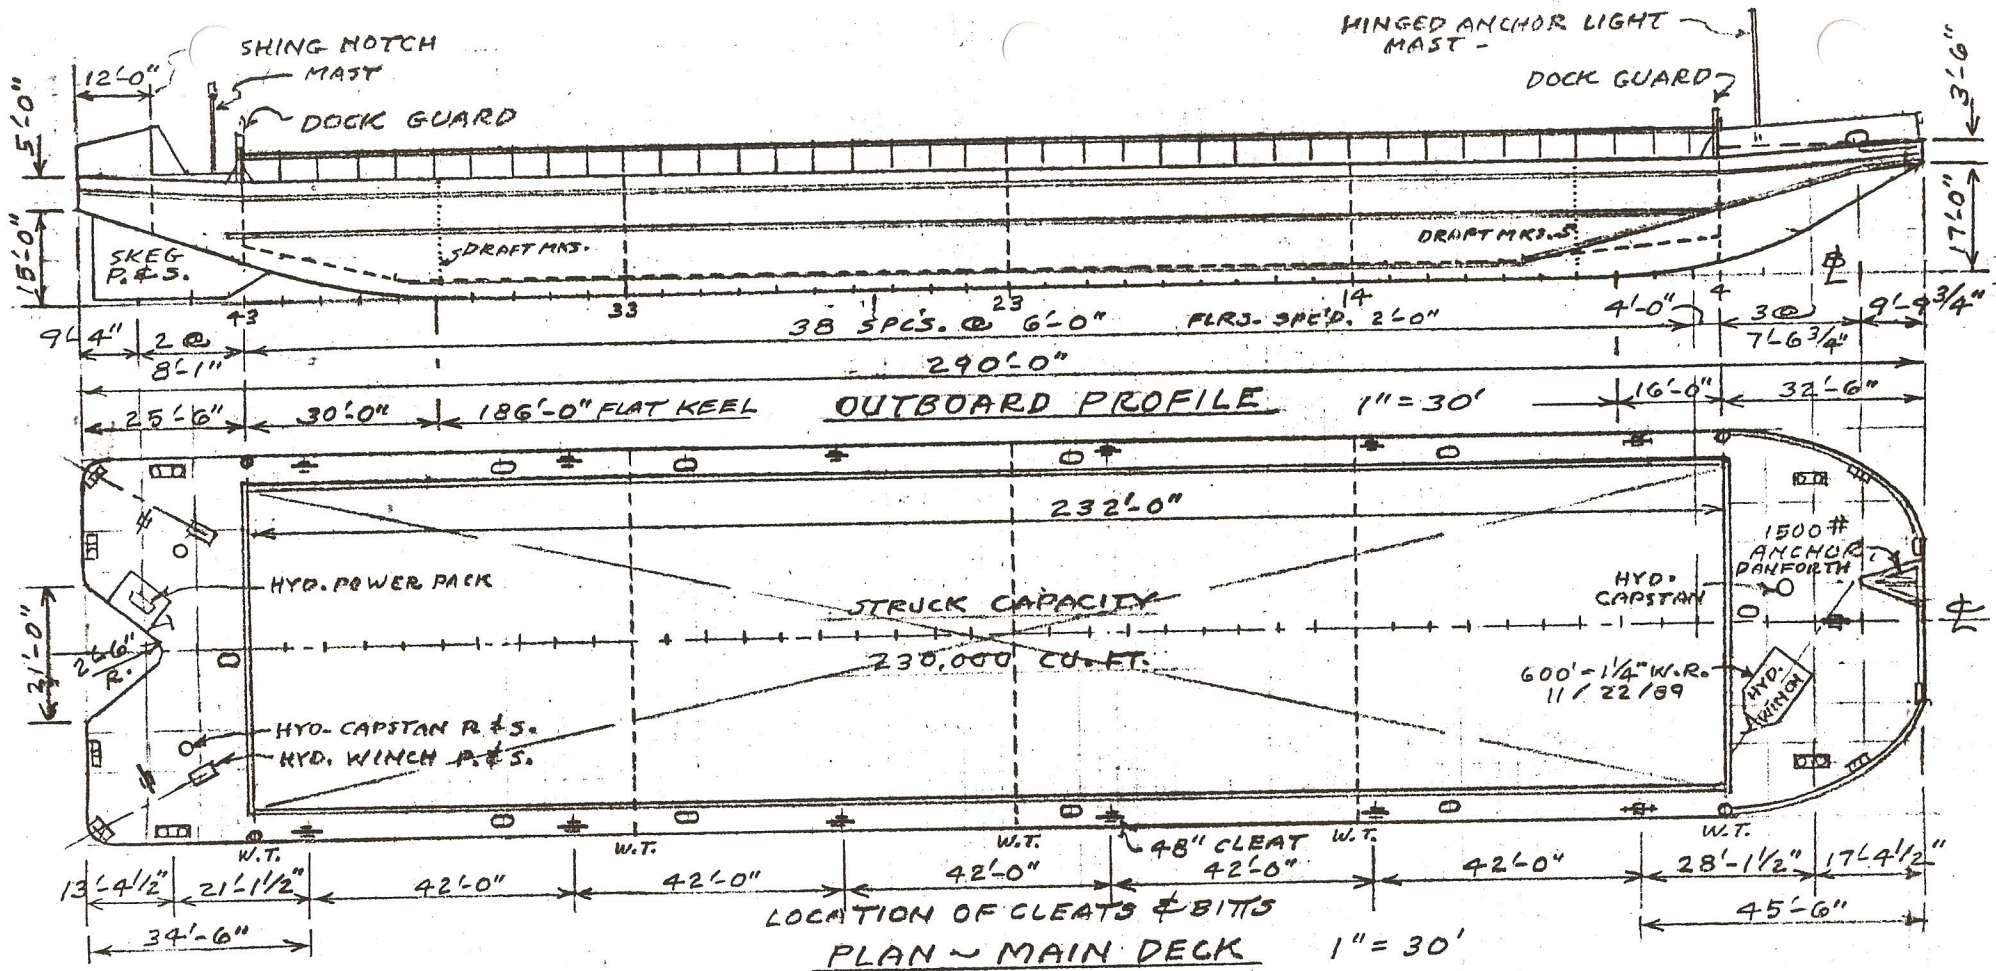 SHING NOTCH
MAST
HINGED ANCHOR LIGHT
MAST -
12'-0"
DOCK GUARD
DOCK GUARD
5'-0"
3'-6"
15'-0"
SKEG
P. & S.
DRAFT MKS.
DRAFT MKS.
17'-0"
43
33
23
14
4
9'-4"
2 @
8'-1"
38 SPC'S. @ 6'-0"
FLRS. SPC'D. 2'-0"
4'-0"
3 @
7'-6 3/4"
9'-9 3/4"
290'-0"
25'-6"
30'-0"
186'-0" FLAT KEEL
OUTBOARD PROFILE
1" = 30'
16'-0"
32'-6"
232'-0"
1500 #
ANCHOR
DANFORTH
HYD. POWER PACK
HYD.
CAPSTAN
STRUCK CAPACITY
230,000 CU. FT.
31'-0"
R.
600' - 1/4" W.R.
11/22/89
HYD.
WINCH
HYD. CAPSTAN P. & S.
HYD. WINCH P. & S.
W.T.
W.T.
W.T.
48" CLEAT
W.T.
W.T.
13'-4 1/2"
21'-1 1/2"
42'-0"
42'-0"
42'-0"
42'-0"
42'-0"
28'-1 1/2"
17'-4 1/2"
34'-6"
LOCATION OF CLEATS & BITTS
45'-6"
PLAN ~ MAIN DECK
1" = 30'